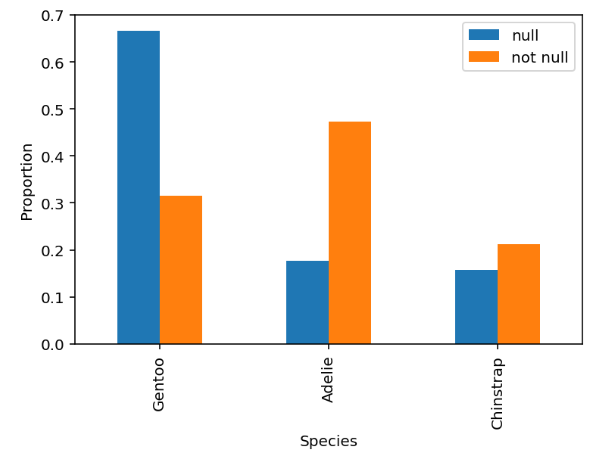 0.7
0.6
0.5
0.4
0.3
0.2
0.1
0.0
Proportion
null
not null
Gentoo
Adelie
Chinstrap
Species